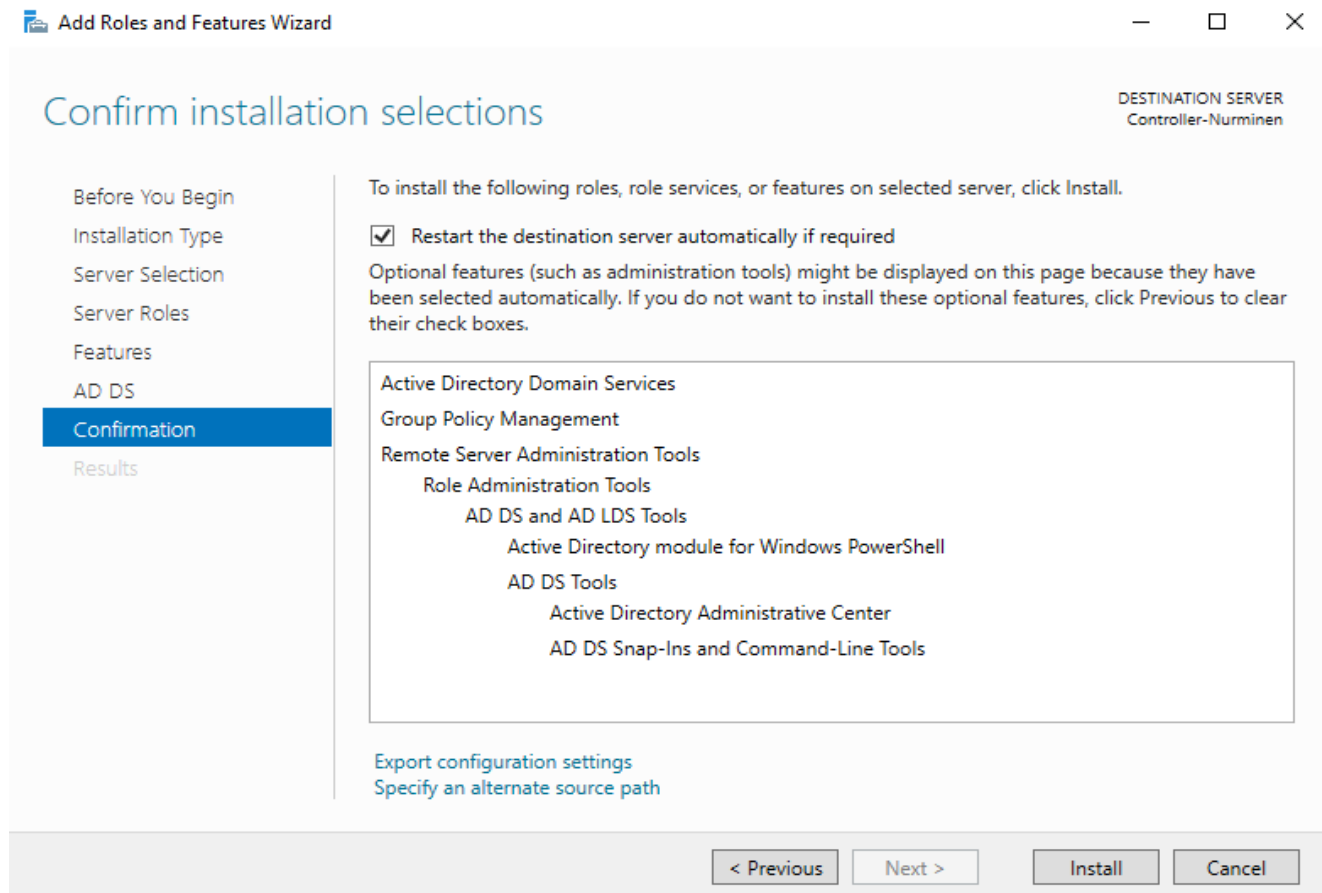 Add Roles and Features Wizard
Confirm installation selections
DESTINATION SERVER
Controller-Nurminen
Before You Begin
Installation Type
Server Selection
Server Roles
Features
AD DS
Confirmation
Results
To install the following roles, role services, or features on selected server, click Install.
Restart the destination server automatically if required
Optional features (such as administration tools) might be displayed on this page because they have
been selected automatically. If you do not want to install these optional features, click Previous to clear
their check boxes.
Active Directory Domain Services
Group Policy Management
Remote Server Administration Tools
Role Administration Tools
AD DS and AD LDS Tools
Active Directory module for Windows PowerShell
AD DS Tools
Active Directory Administrative Center
AD DS Snap-Ins and Command-Line Tools
Export configuration settings
Specify an alternate source path
< Previous
Next >
Install
Cancel